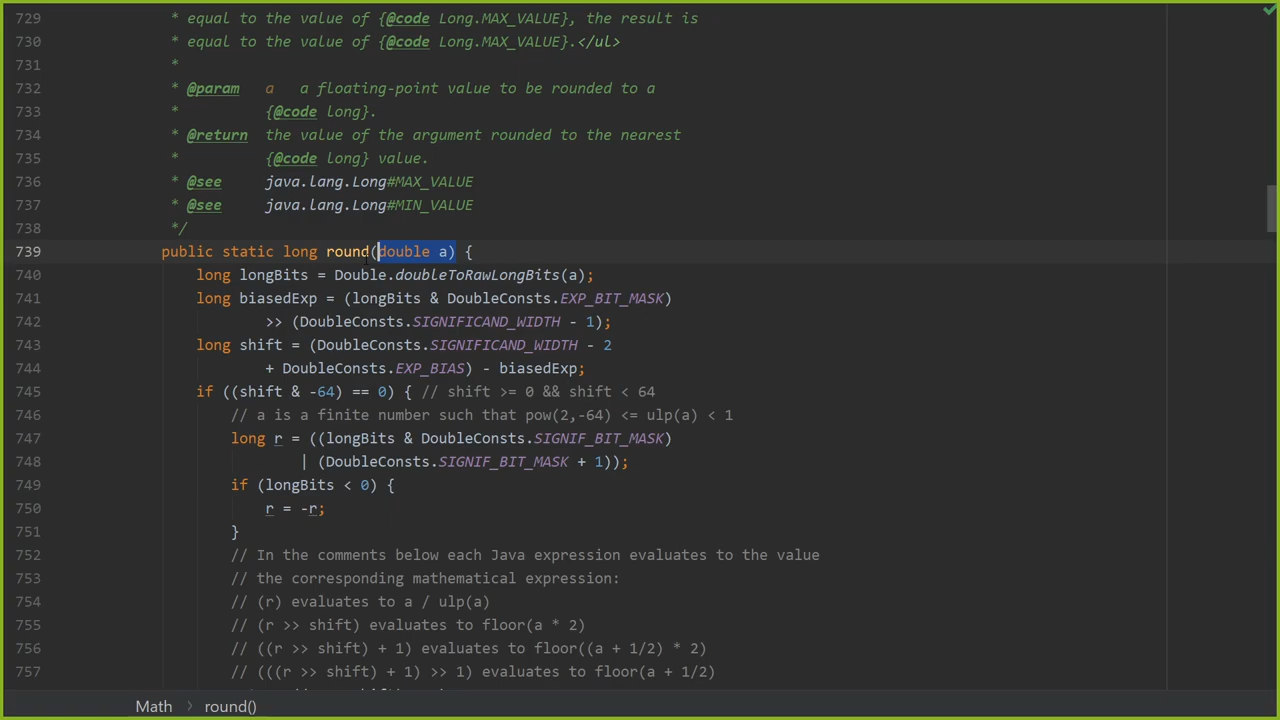 729 * equal to the value of {@code Long.MAX_VALUE}, the result is
730 * equal to the value of {@code Long.MAX_VALUE}.</ul>
731 *
732 * @param a a floating-point value to be rounded to a
733 * {@code long}.
734 * @return the value of the argument rounded to the nearest
735 * {@code long} value.
736 * @see java.lang.Long#MAX_VALUE
737 * @see java.lang.Long#MIN_VALUE
738 */
739 public static long round(double a) {
740 long longBits = Double.doubleToRawLongBits(a);
741 long biasedExp = (longBits & DoubleConsts.EXP_BIT_MASK)
742 >> (DoubleConsts.SIGNIFICAND_WIDTH - 1);
743 long shift = (DoubleConsts.SIGNIFICAND_WIDTH - 2
744 + DoubleConsts.EXP_BIAS) - biasedExp;
745 if ((shift & -64) == 0) { // shift >= 0 && shift < 64
746 // a is a finite number such that pow(2,-64) <= ulp(a) < 1
747 long r = ((longBits & DoubleConsts.SIGNIF_BIT_MASK)
748 | (DoubleConsts.SIGNIF_BIT_MASK + 1));
749 if (longBits < 0) {
750 r = -r;
751 }
752 // In the comments below each Java expression evaluates to the value
753 // the corresponding mathematical expression:
754 // (r) evaluates to a / ulp(a)
755 // (r >> shift) evaluates to floor(a * 2)
756 // ((r >> shift) + 1) evaluates to floor((a + 1/2) * 2)
757 // (((r >> shift) + 1) >> 1) evaluates to floor(a + 1/2)
Math > round()